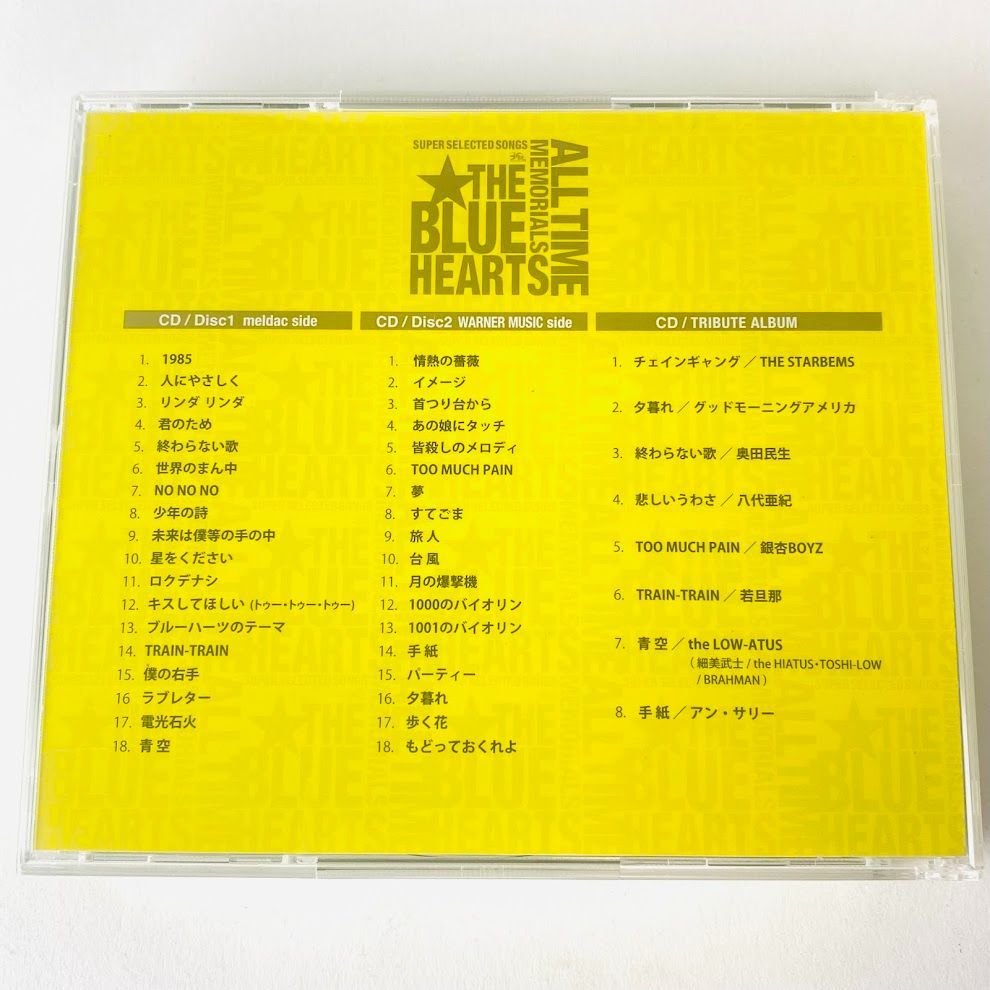 SUPER SELECTED SONGS
ALL TIME
MEMORIALS
★THE
BLUE
HEARTS
CD / Disc1 meldac side
1. 1985
2. 人にやさしく
3. リンダ リンダ
4. 君のため
5. 終わらない歌
6. 世界のまん中
7. NO NO NO
8. 少年の詩
9. 未来は僕等の手の中
10. 星をください
11. ロクデナシ
12. キスしてほしい (トゥー・トゥー・トゥー)
13. ブルーハーツのテーマ
14. TRAIN-TRAIN
15. 僕の右手
16 ラブレター
17. 電光石火
18. 青 空
CD / Disc2 WARNER MUSIC side
1. 情熱の薔薇
2. イメージ
3. 首つり台から
4. あの娘にタッチ
5. 皆殺しのメロディ
6. TOO MUCH PAIN
7. 夢
8. すてごま
9. 旅 人
10. 台 風
11. 月の爆撃機
12. 1000のバイオリン
13. 1001のバイオリン
14. 手 紙
15. パーティー
16. 夕暮れ
17. 歩く花
18. もどっておくれよ
CD / TRIBUTE ALBUM
1. チェインギャング ／ THE STARBEMS
2. 夕暮れ ／ グッドモーニングアメリカ
3. 終わらない歌 ／ 奥田民生
4. 悲しいうわさ ／ 八代亜紀
5. TOO MUCH PAIN ／ 銀杏BOYZ
6. TRAIN-TRAIN ／ 若旦那
7. 青 空 ／ the LOW-ATUS
( 細美武士 / the HIATUS・TOSHI-LOW
/ BRAHMAN )
8. 手 紙 ／ アン・サリー